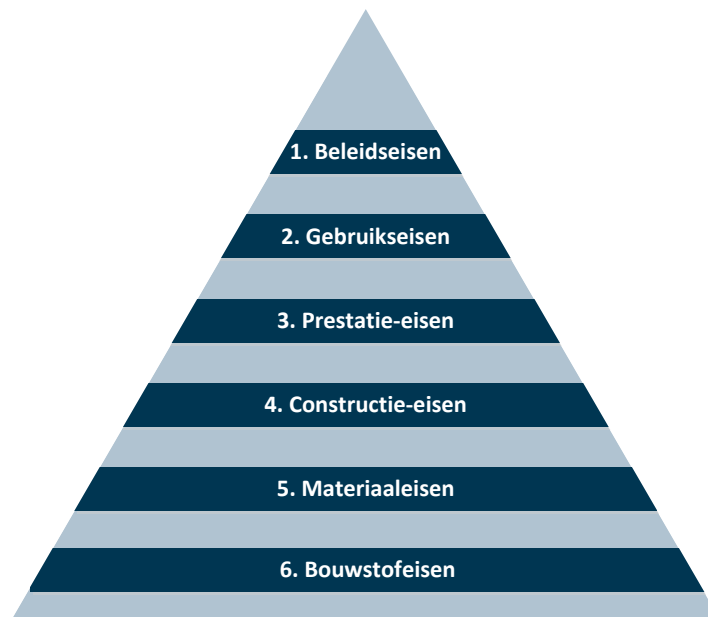 1. Beleidseisen
2. Gebruikseisen
3. Prestatie-eisen
4. Constructie-eisen
5. Materiaaleisen
6. Bouwstofeisen